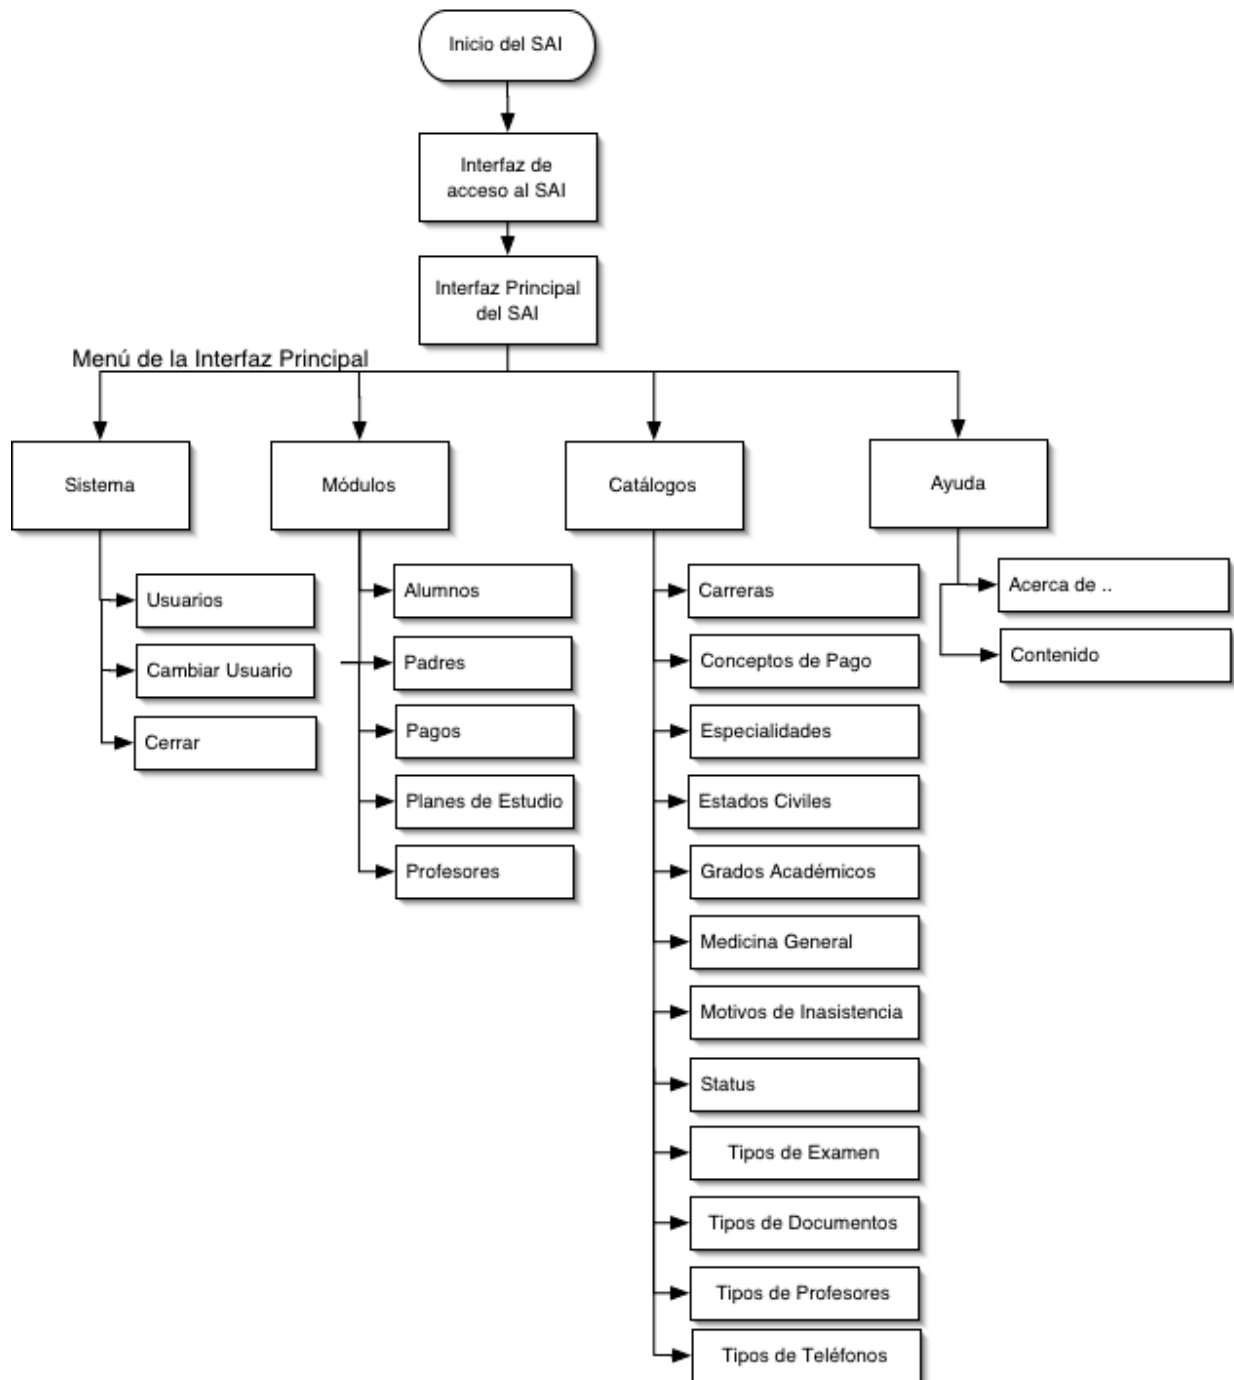 Inicio del SAI
Interfaz de
acceso al SAI
Interfaz Principal
del SAI
Menú de la Interfaz Principal
Sistema
Módulos
Catálogos
Ayuda
Usuarios
Cambiar Usuario
Cerrar
Alumnos
Padres
Pagos
Planes de Estudio
Profesores
Carreras
Conceptos de Pago
Especialidades
Estados Civiles
Grados Académicos
Medicina General
Motivos de Inasistencia
Status
Tipos de Examen
Tipos de Documentos
Tipos de Profesores
Tipos de Teléfonos
Acerca de ..
Contenido